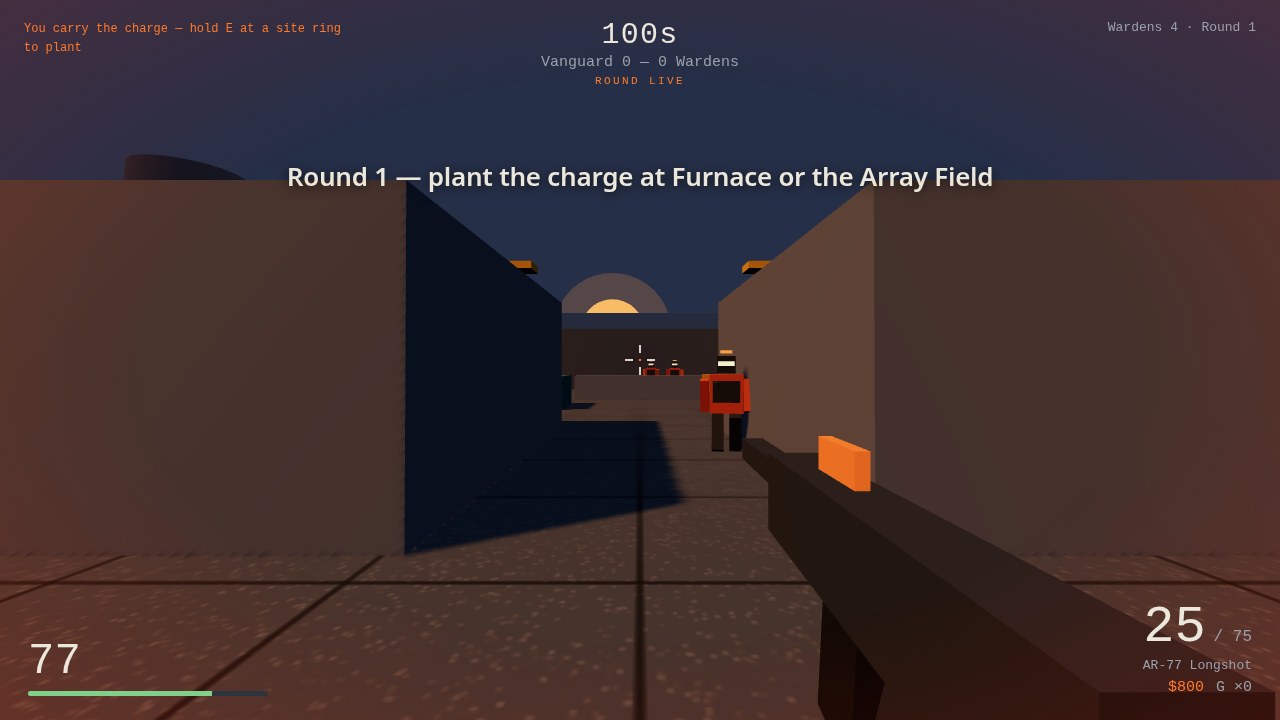 You carry the charge — hold E at a site ring
to plant
100s
Vanguard 0 — 0 Wardens
ROUND LIVE
Wardens 4 · Round 1
Round 1 — plant the charge at Furnace or the Array Field
77
25 / 75
AR-77 Longshot
$800 G ×0